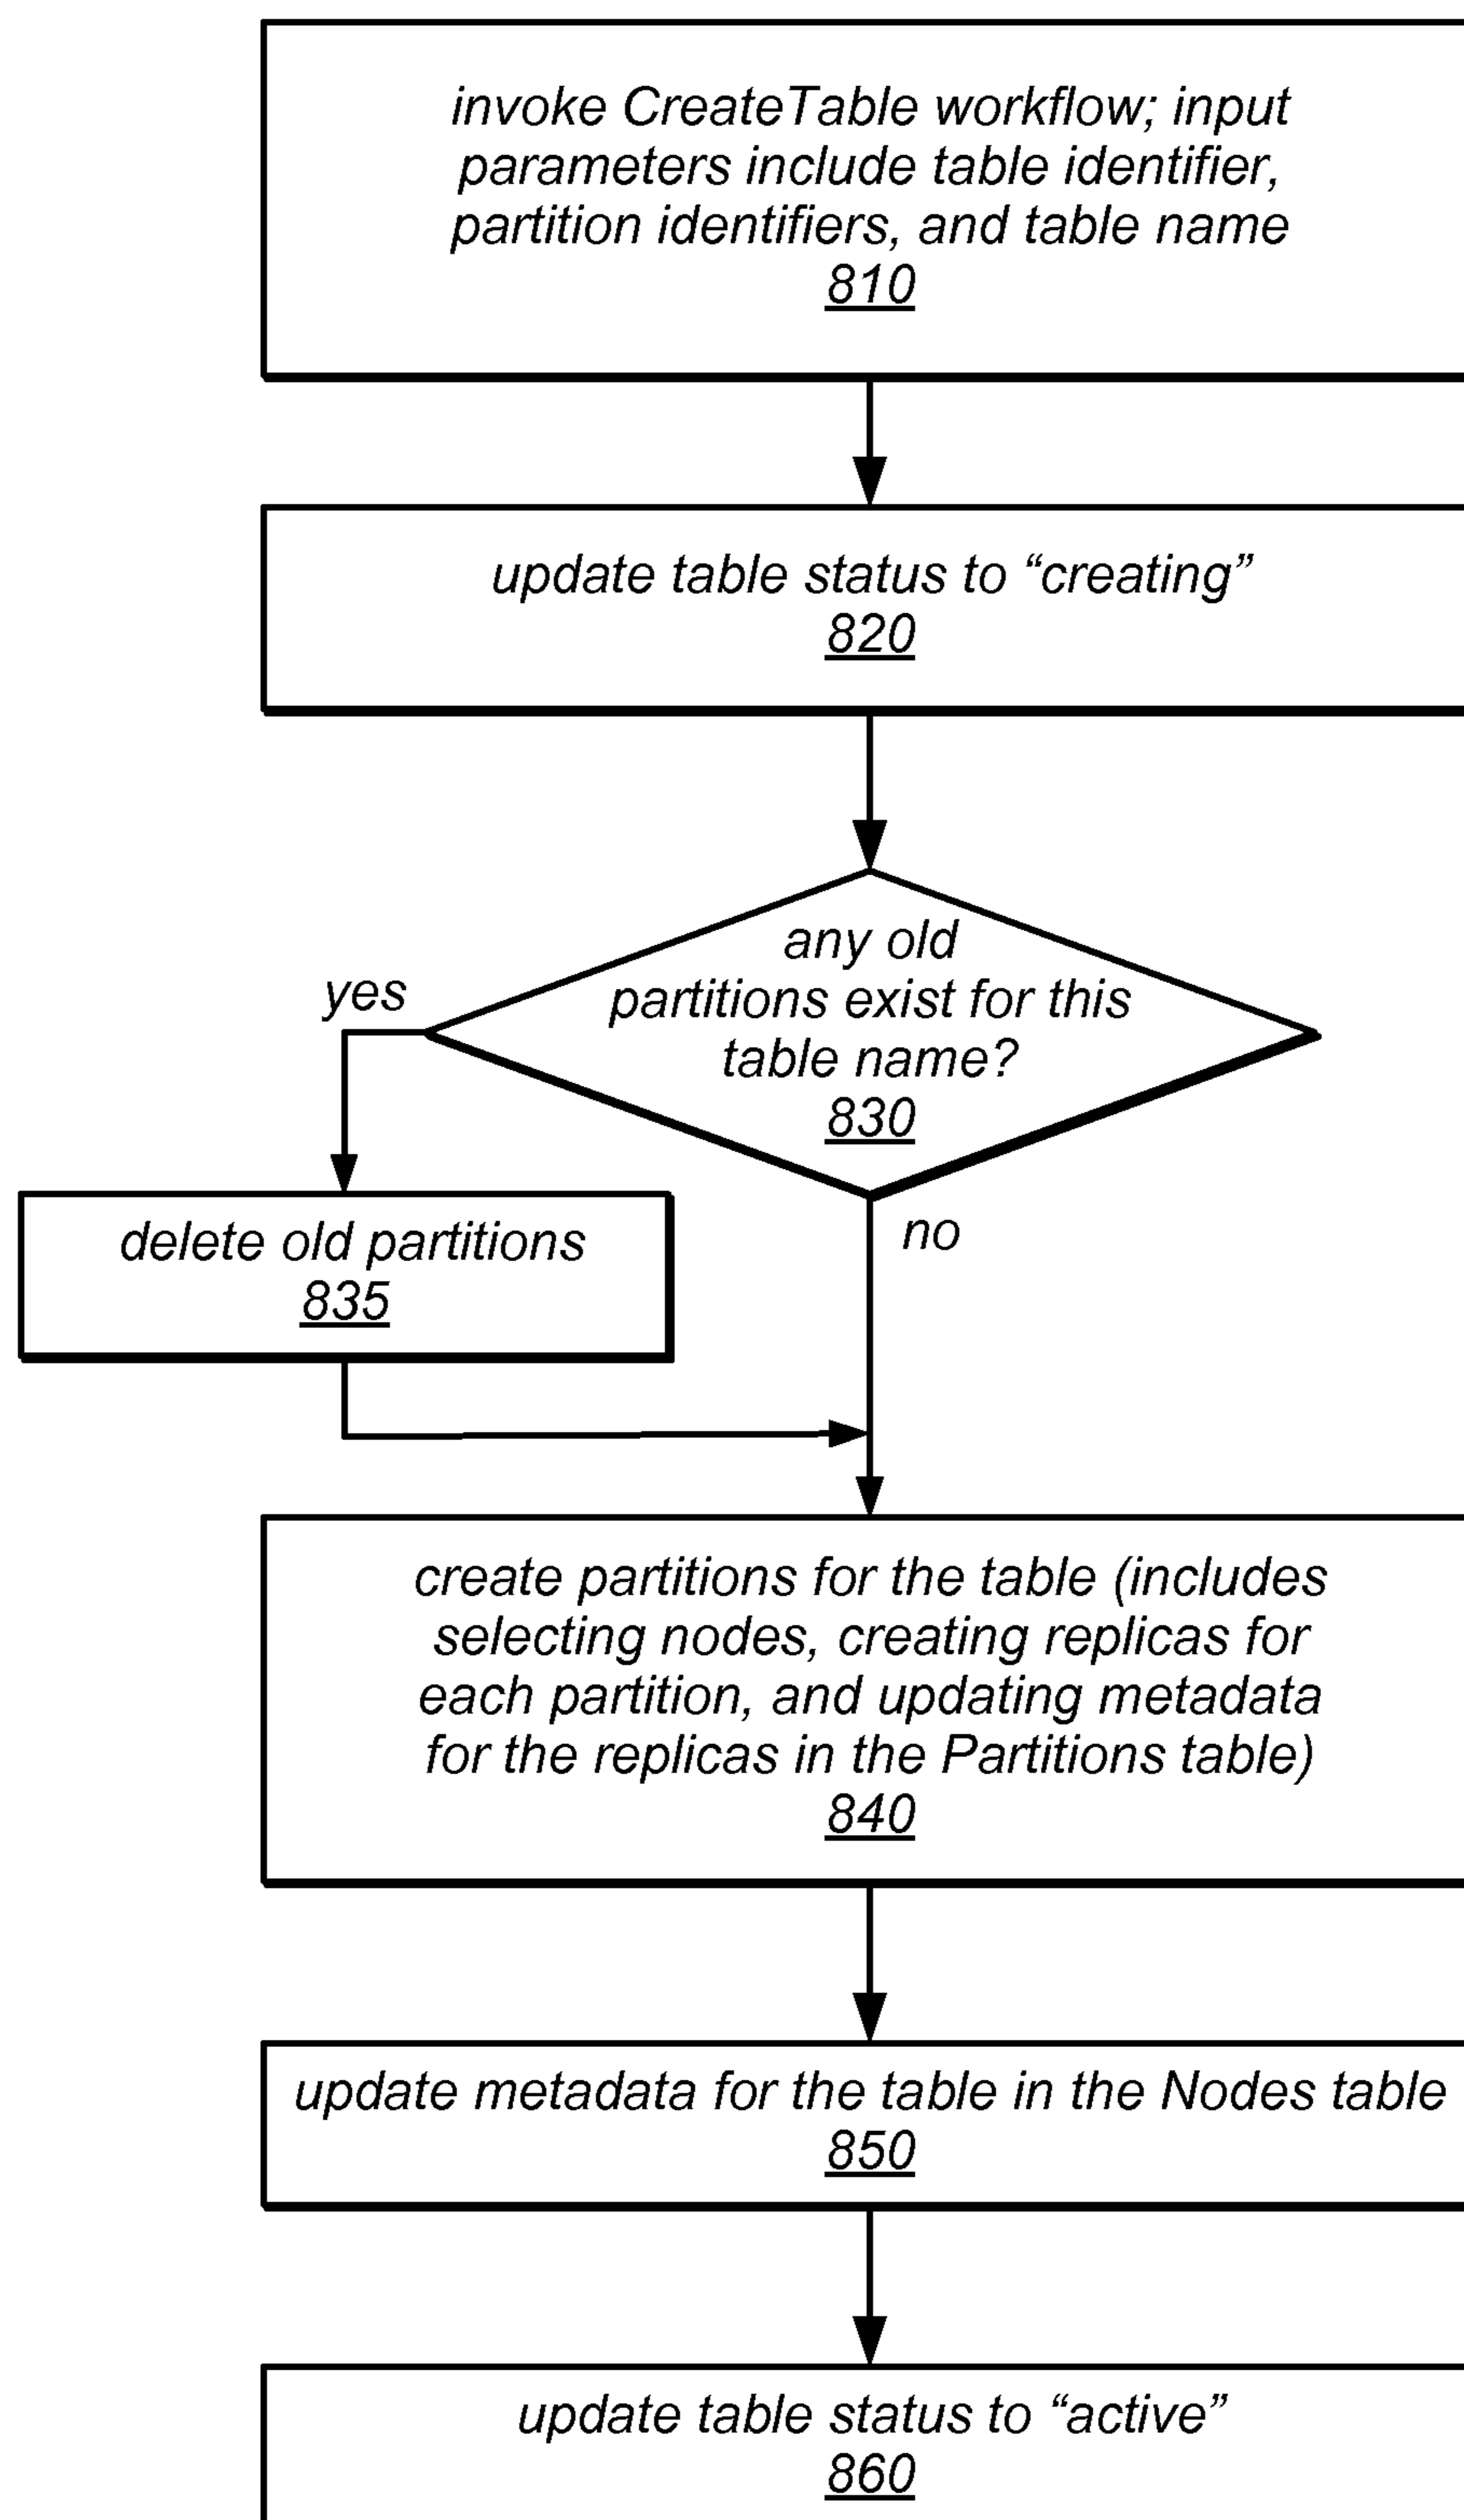 invoke CreateTable workflow; input
parameters include table identifier,
partition identifiers, and table name
810
update table status to “creating”
820
any old
partitions exist for this
table name?
830
yes
no
delete old partitions
835
create partitions for the table (includes
selecting nodes, creating replicas for
each partition, and updating metadata
for the replicas in the Partitions table)
840
update metadata for the table in the Nodes table
850
update table status to “active”
860